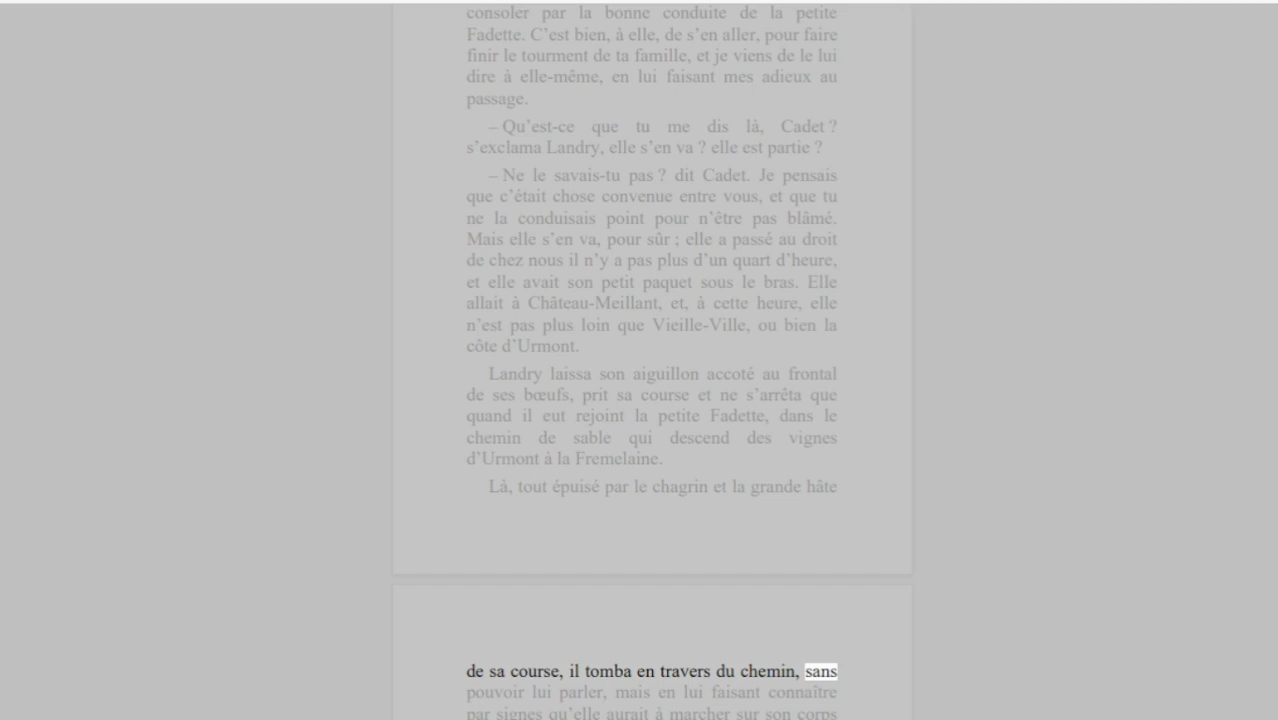 consoler par la bonne conduite de la petite
Fadette. C’est bien, à elle, de s’en aller, pour faire
finir le tourment de ta famille, et je viens de le lui
dire à elle-même, en lui faisant mes adieux au
passage.
– Qu’est-ce que tu me dis là, Cadet ?
s’exclama Landry, elle s’en va ? elle est partie ?
– Ne le savais-tu pas ? dit Cadet. Je pensais
que c’était chose convenue entre vous, et que tu
ne la conduisais point pour n’être pas blâmé.
Mais elle s’en va, pour sûr ; elle a passé au droit
de chez nous il n’y a pas plus d’un quart d’heure,
et elle avait son petit paquet sous le bras. Elle
allait à Château-Meillant, et, à cette heure, elle
n’est pas plus loin que Vieille-Ville, ou bien la
côte d’Urmont.
Landry laissa son aiguillon accoté au frontal
de ses bœufs, prit sa course et ne s’arrêta que
quand il eut rejoint la petite Fadette, dans le
chemin de sable qui descend des vignes
d’Urmont à la Fremelaine.
Là, tout épuisé par le chagrin et la grande hâte
de sa course, il tomba en travers du chemin, sans
pouvoir lui parler, mais en lui faisant connaître
par signes qu’elle aurait à marcher sur son corps